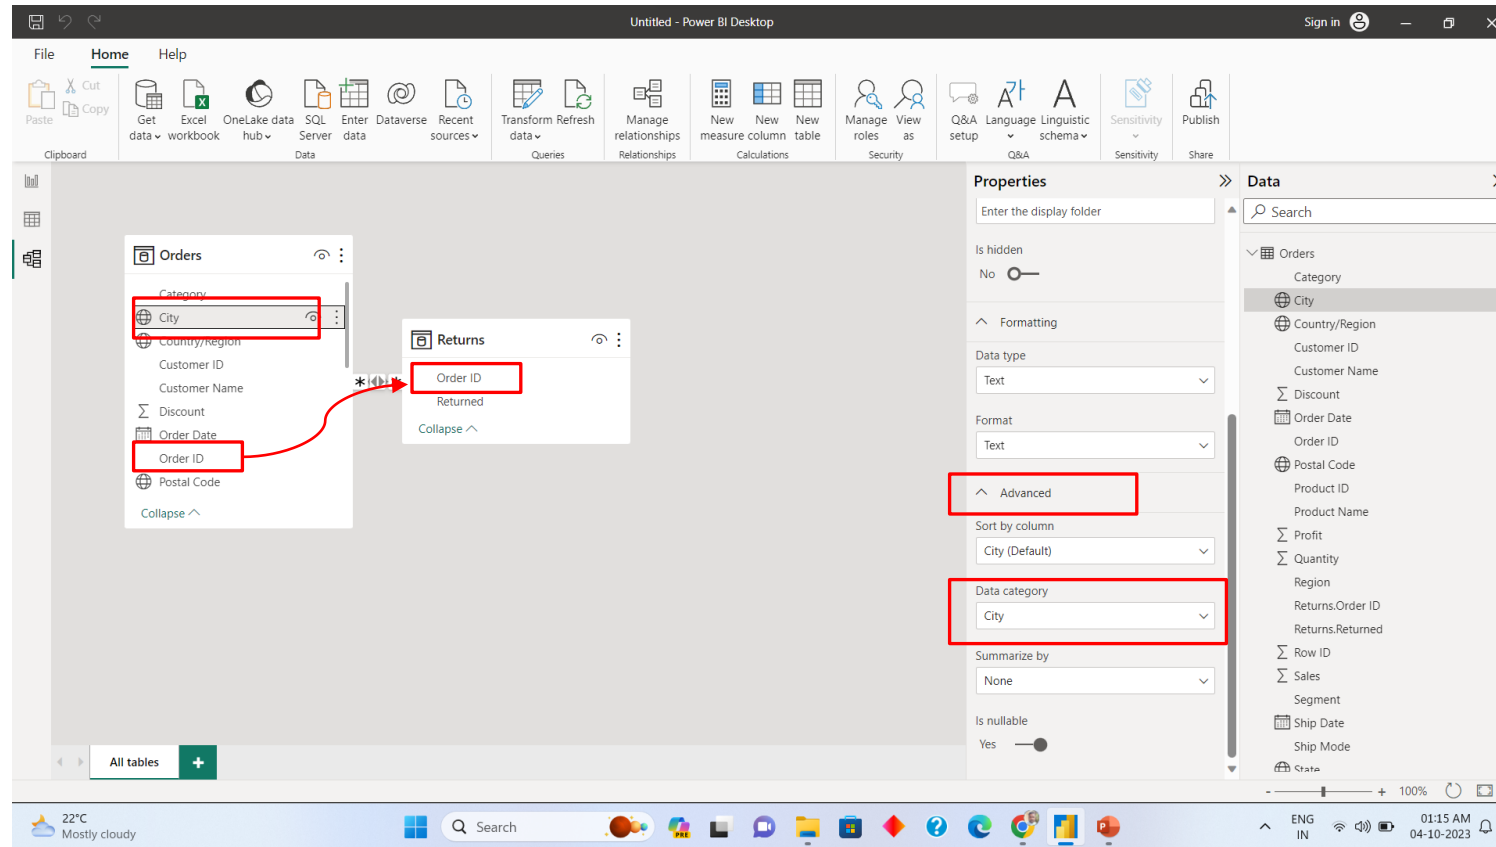 Untitled - Power BI Desktop
Sign in
File Home Help
Paste
Cut
Copy
Get data
Excel workbook
OneLake data hub
SQL Server
Enter data
Dataverse
Recent sources
Transform data
Refresh
Manage relationships
New measure
New column
New table
Manage roles
View as
Q&A setup
Language
Linguistic schema
Sensitivity
Publish
Clipboard
Data
Queries
Relationships
Calculations
Security
Q&A
Sensitivity
Share
Orders
Category
City
Country/Region
Customer ID
Customer Name
Discount
Order Date
Order ID
Postal Code
Collapse
Returns
Order ID
Returned
Collapse
Properties
Enter the display folder
Is hidden
No
Formatting
Data type
Text
Format
Text
Advanced
Sort by column
City (Default)
Data category
City
Summarize by
None
Is nullable
Yes
Data
Search
Orders
Category
City
Country/Region
Customer ID
Customer Name
Discount
Order Date
Order ID
Postal Code
Product ID
Product Name
Profit
Quantity
Region
Returns.Order ID
Returns.Returned
Row ID
Sales
Segment
Ship Date
Ship Mode
State
All tables
+
- + 100%
22°C
Mostly cloudy
Search
PRE
ENG
IN
01:15 AM
04-10-2023